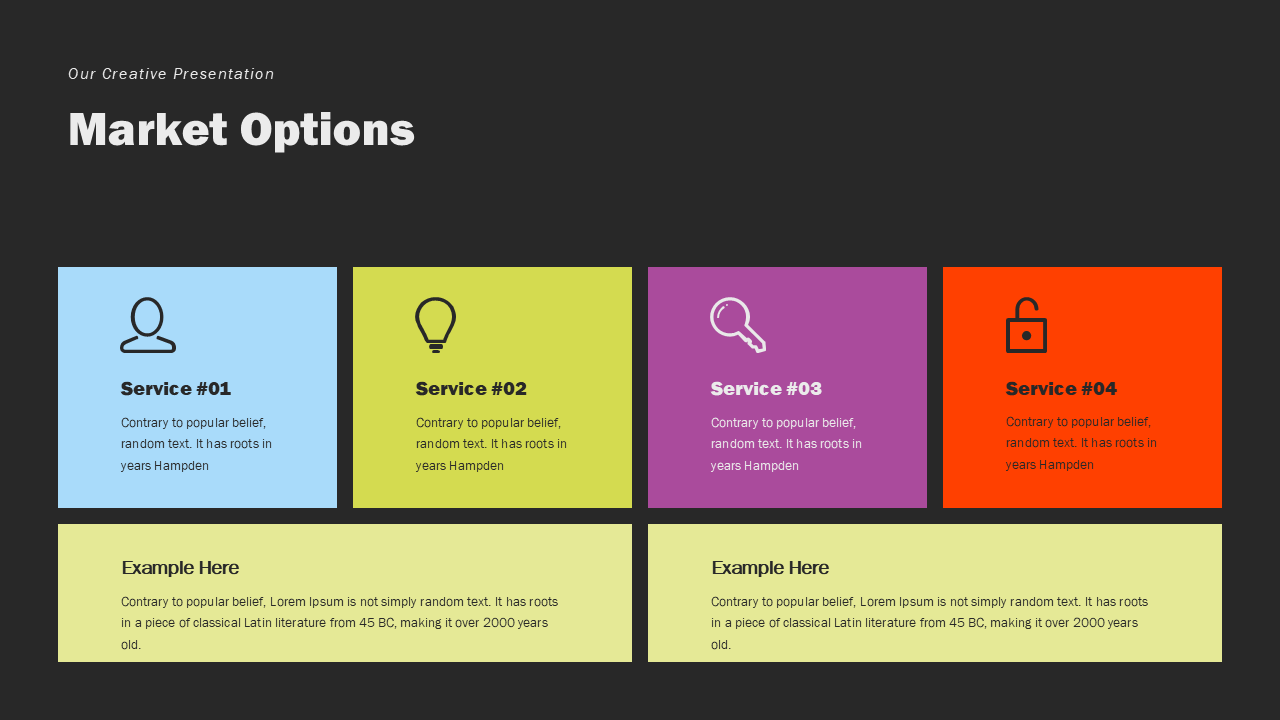 Our Creative Presentation
Market Options
Service #01
Contrary to popular belief,
random text. It has roots in
years Hampden
Service #02
Contrary to popular belief,
random text. It has roots in
years Hampden
Service #03
Contrary to popular belief,
random text. It has roots in
years Hampden
Service #04
Contrary to popular belief,
random text. It has roots in
years Hampden
Example Here
Contrary to popular belief, Lorem Ipsum is not simply random text. It has roots
in a piece of classical Latin literature from 45 BC, making it over 2000 years
old.
Example Here
Contrary to popular belief, Lorem Ipsum is not simply random text. It has roots
in a piece of classical Latin literature from 45 BC, making it over 2000 years
old.